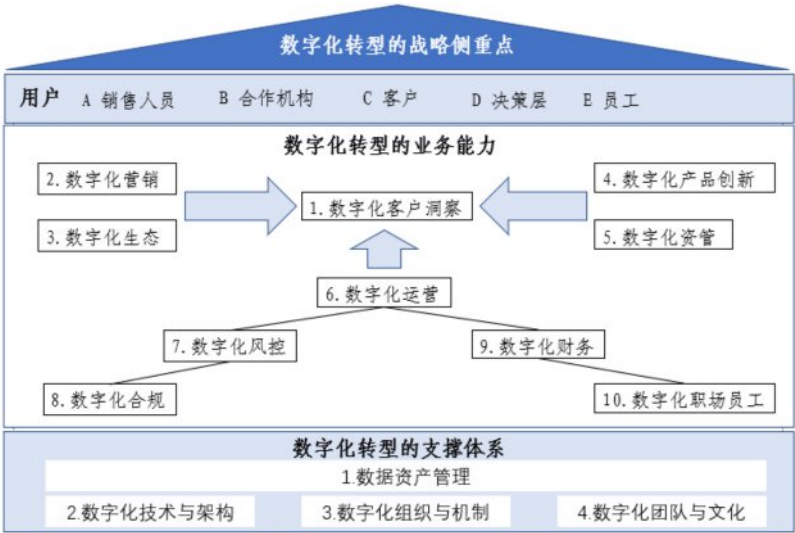 数字化转型的战略侧重点
用户 A 销售人员 B 合作机构 C 客户 D 决策层 E 员工
数字化转型的业务能力
2.数字化营销
4.数字化产品创新
1.数字化客户洞察
3.数字化生态
5.数字化资管
6.数字化运营
7.数字化风控
9.数字化财务
8.数字化合规
10.数字化职场员工
数字化转型的支撑体系
1.数据资产管理
2.数字化技术与架构
3.数字化组织与机制
4.数字化团队与文化